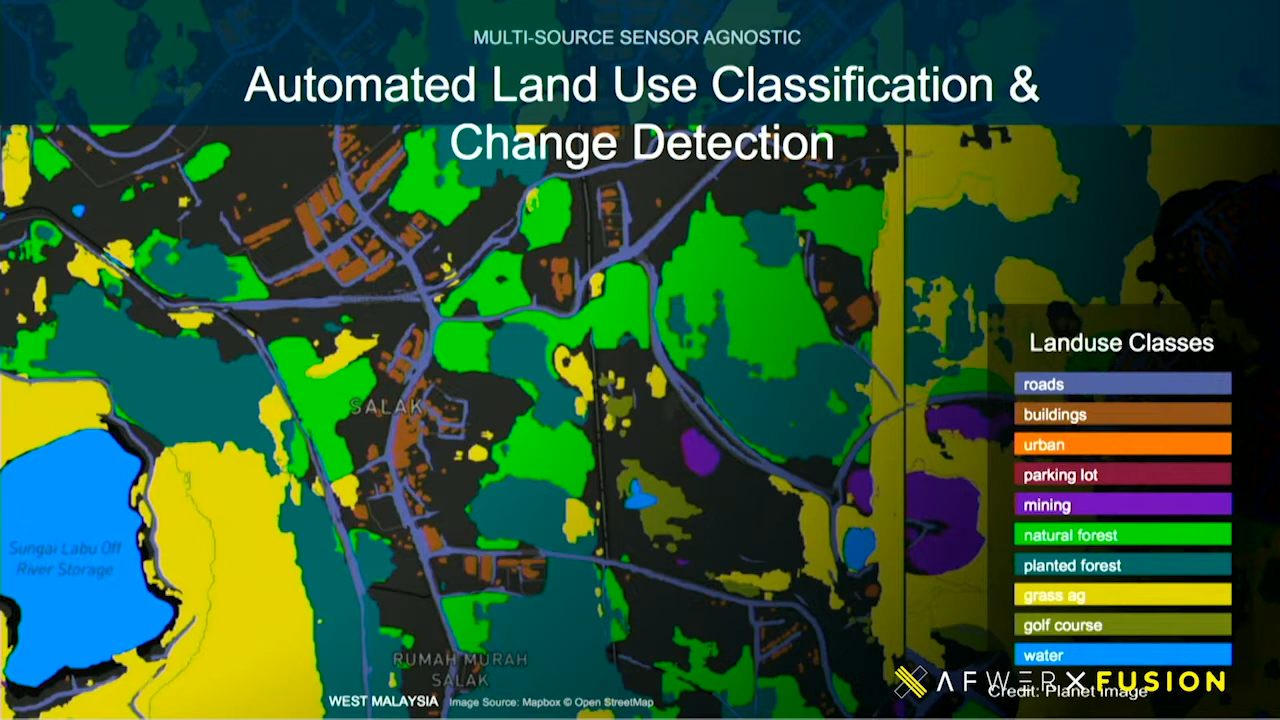 MULTI-SOURCE SENSOR AGNOSTIC
Automated Land Use Classification &
Change Detection
Landuse Classes
roads
buildings
urban
parking lot
mining
natural forest
planted forest
grass ag
golf course
water
SALAK
Sungai Labu Off
River Storage
RUMAH MURAH
SALAK
WEST MALAYSIA Image Source: Mapbox © Open StreetMap
AFWERX FUSION
Credit: Planet Image